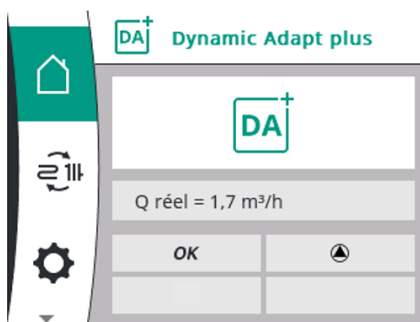 DA+ Dynamic Adapt plus
DA+
Q réel = 1,7 m³/h
OK